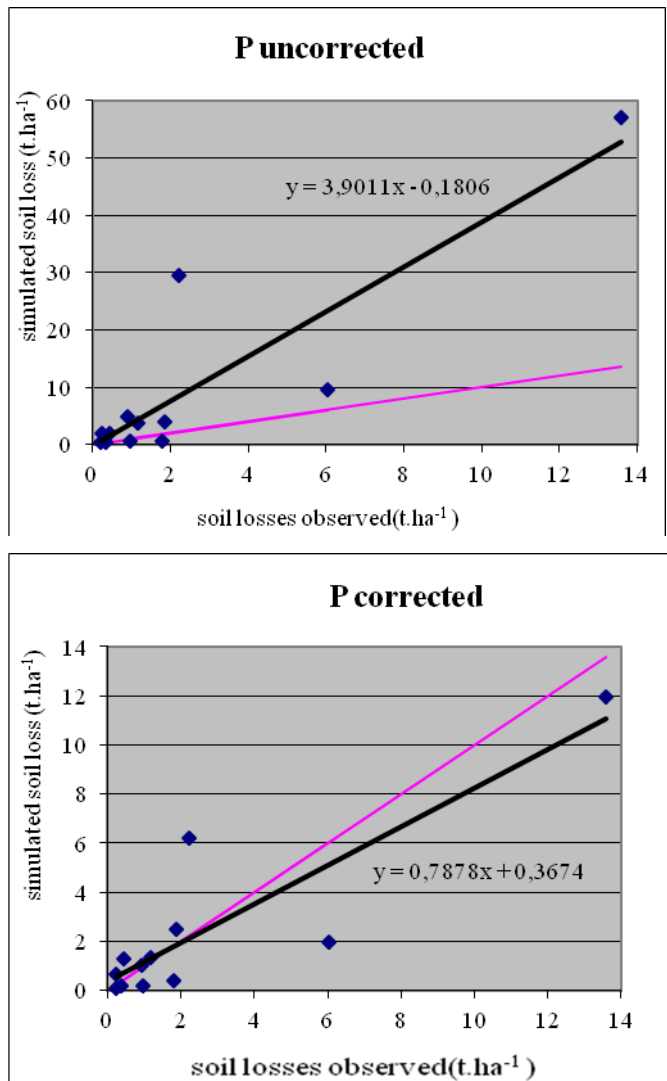 P uncorrected
simulated soil loss (t.ha⁻¹)
60
50
40
30
20
10
0
y = 3,9011x - 0,1806
0 2 4 6 8 10 12 14
soil losses observed(t.ha⁻¹)
P corrected
simulated soil loss (t.ha⁻¹)
14
12
10
8
6
4
2
0
y = 0,7878x + 0,3674
0 2 4 6 8 10 12 14
soil losses observed(t.ha⁻¹)